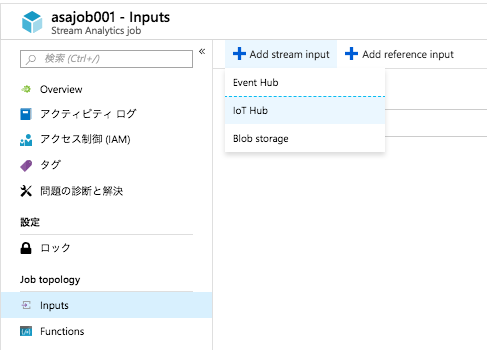 asajob001 - Inputs
Stream Analytics job
検索 (Ctrl+/)
Overview
アクティビティ ログ
アクセス制御 (IAM)
タグ
問題の診断と解決
設定
ロック
Job topology
Inputs
Functions
Add stream input
Add reference input
Event Hub
IoT Hub
Blob storage